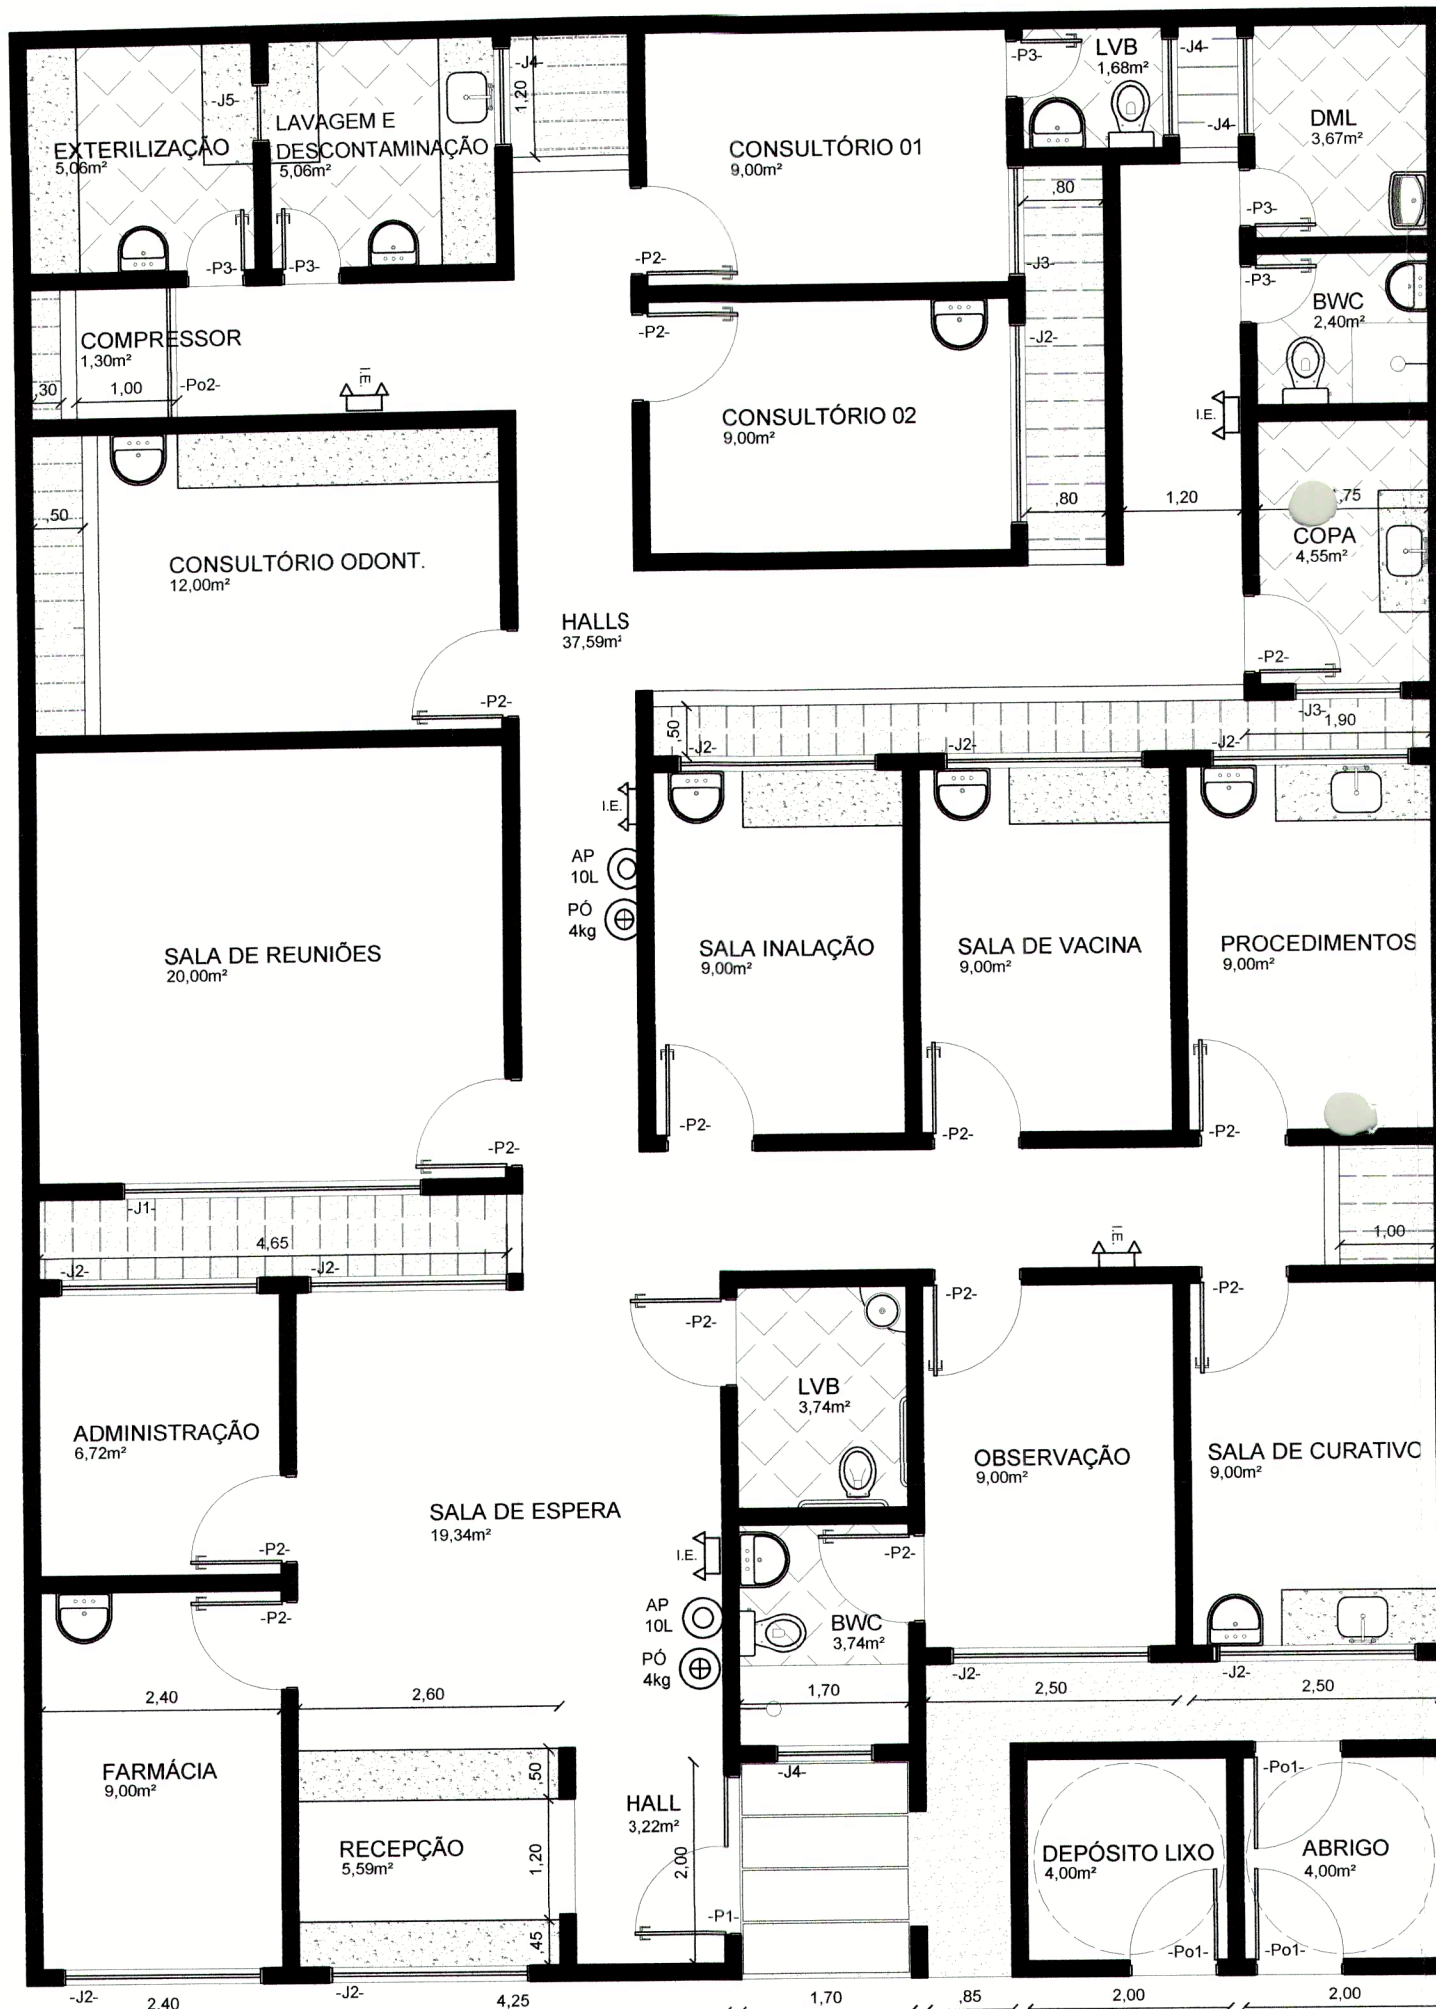 -J4-
-P3-
LVB
1,68m²
-J4-
1,20
-J5-
LAVAGEM E
DESCONTAMINAÇÃO
5,06m²
EXTERILIZAÇÃO
5,06m²
CONSULTÓRIO 01
9,00m²
-J4-
DML
3,67m²
,80
-P3-
-P3-
-P3-
-P2-
-J3-
-P3-
BWC
2,40m²
COMPRESSOR
1,30m²
-P2-
-J2-
,30
1,00
-Po2-
I.E.
CONSULTÓRIO 02
9,00m²
I.E.
,50
,80
1,20
,75
COPA
4,55m²
CONSULTÓRIO ODONT.
12,00m²
HALLS
37,59m²
-P2-
-P2-
,50
-J3-
1,90
-J2-
-J2-
-J2-
I.E.
AP
10L
PÓ
4kg
SALA DE REUNIÕES
20,00m²
SALA INALAÇÃO
9,00m²
SALA DE VACINA
9,00m²
PROCEDIMENTOS
9,00m²
-P2-
-P2-
-P2-
-P2-
-J1-
4,65
-J2-
-J2-
I.E.
1,00
-P2-
-P2-
-P2-
LVB
3,74m²
ADMINISTRAÇÃO
6,72m²
OBSERVAÇÃO
9,00m²
SALA DE CURATIVO
9,00m²
SALA DE ESPERA
19,34m²
-P2-
I.E.
-P2-
-P2-
AP
10L
PÓ
4kg
BWC
3,74m²
-J2-
-J2-
2,40
2,60
1,70
2,50
2,50
FARMÁCIA
9,00m²
,50
-J4-
-Po1-
HALL
3,22m²
RECEPÇÃO
5,59m²
1,20
2,00
DEPÓSITO LIXO
4,00m²
ABRIGO
4,00m²
-P1-
,45
-Po1-
-Po1-
-J2-
2,40
-J2-
4,25
1,70
,85
2,00
2,00